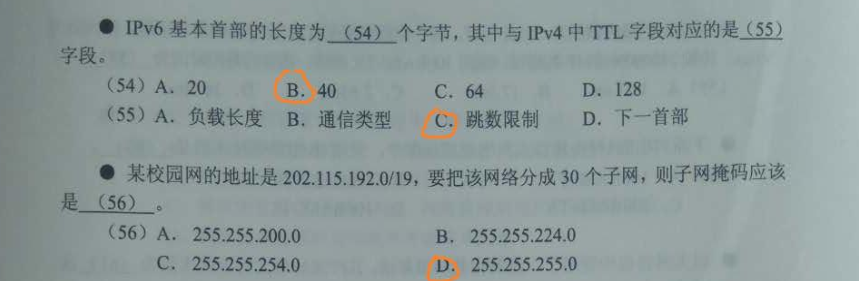 ● IPv6 基本首部的长度为 （54） 个字节，其中与 IPv4 中 TTL 字段对应的是（55）
字段。
（54）A．20 B．40 C．64 D．128
（55）A．负载长度 B．通信类型 C．跳数限制 D．下一首部
● 某校园网的地址是 202.115.192.0/19，要把该网络分成 30 个子网，则子网掩码应该
是 （56） 。
（56）A．255.255.200.0 B．255.255.224.0
C．255.255.254.0 D．255.255.255.0